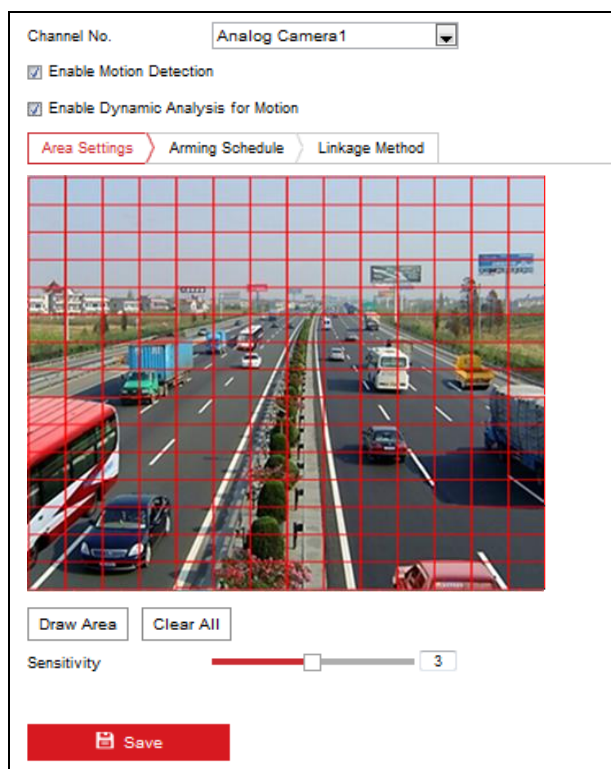 Channel No. Analog Camera1
Enable Motion Detection
Enable Dynamic Analysis for Motion
Area Settings Arming Schedule Linkage Method
Draw Area Clear All
Sensitivity 3
Save